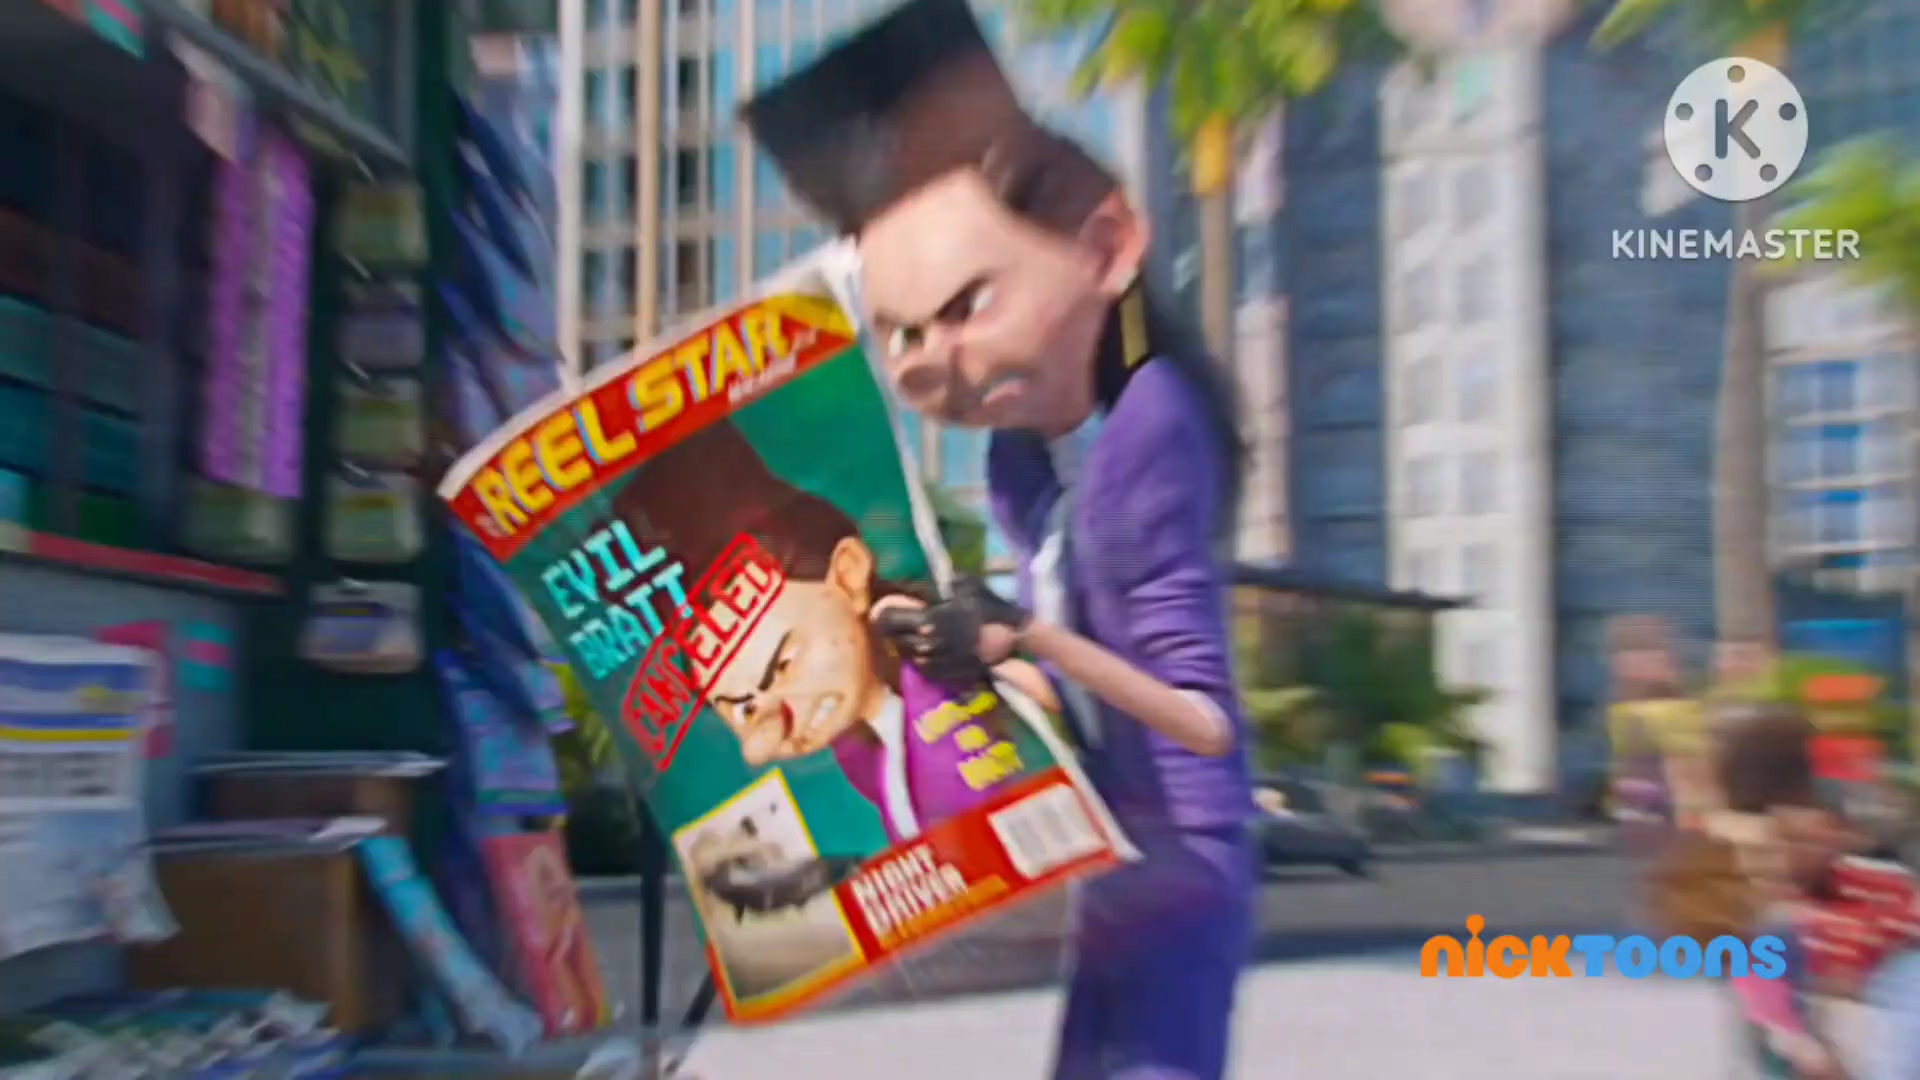 KINEMASTER
REEL STAR
EVIL
BRATT
CANCELED
NIGHT
DRIVER
nickTOONS